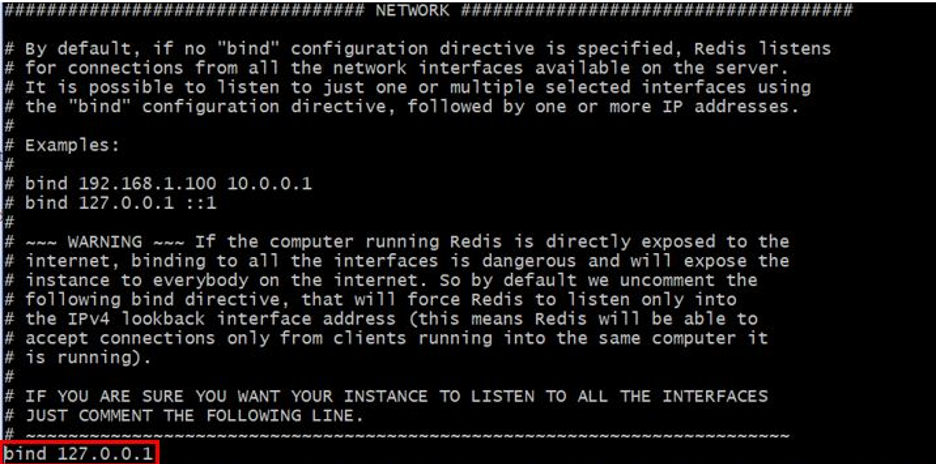 ################################## NETWORK #####################################
# By default, if no "bind" configuration directive is specified, Redis listens
# for connections from all the network interfaces available on the server.
# It is possible to listen to just one or multiple selected interfaces using
# the "bind" configuration directive, followed by one or more IP addresses.
#
# Examples:
#
# bind 192.168.1.100 10.0.0.1
# bind 127.0.0.1 ::1
#
# ~~~ WARNING ~~~ If the computer running Redis is directly exposed to the
# internet, binding to all the interfaces is dangerous and will expose the
# instance to everybody on the internet. So by default we uncomment the
# following bind directive, that will force Redis to listen only into
# the IPv4 lookback interface address (this means Redis will be able to
# accept connections only from clients running into the same computer it
# is running).
#
# IF YOU ARE SURE YOU WANT YOUR INSTANCE TO LISTEN TO ALL THE INTERFACES
# JUST COMMENT THE FOLLOWING LINE.
# ~~~~~~~~~~~~~~~~~~~~~~~~~~~~~~~~~~~~~~~~~~~~~~~~~~~~~~~~~~~~~~~~~~~~~~~~
bind 127.0.0.1